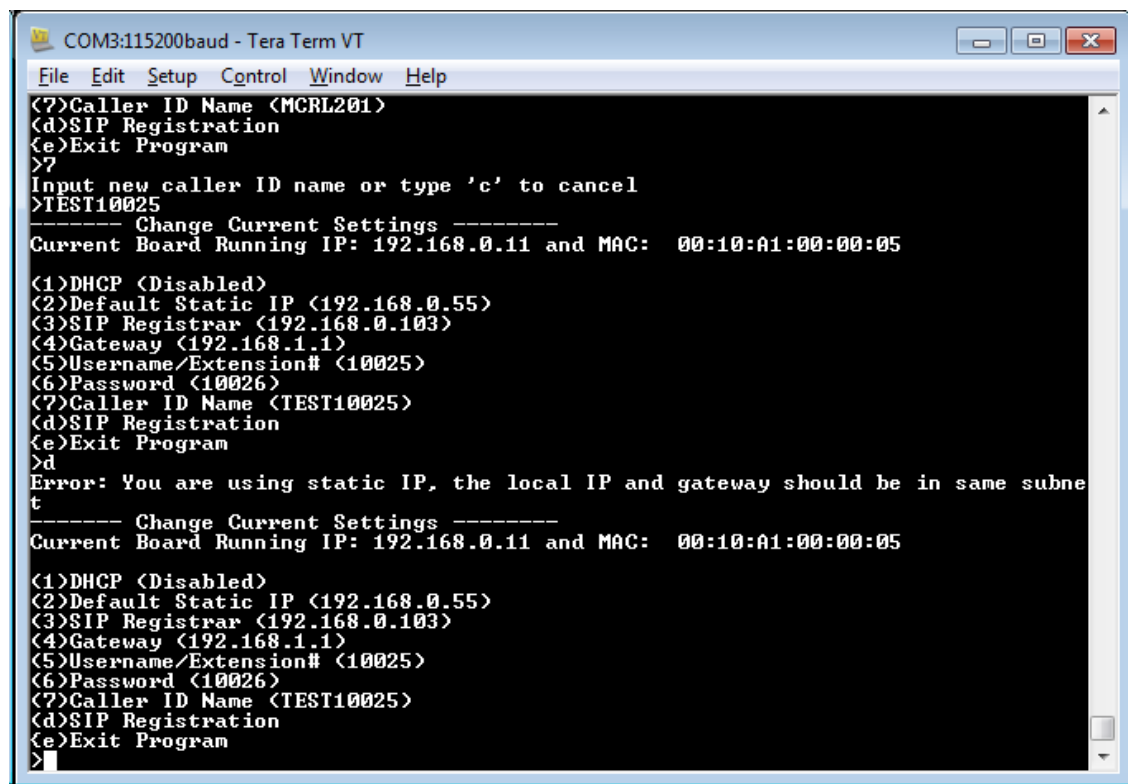 COM3:115200baud - Tera Term VT
File Edit Setup Control Window Help
(7)Caller ID Name (MCRL201)
(d)SIP Registration
(e)Exit Program
>7
Input new caller ID name or type 'c' to cancel
>TEST10025
------- Change Current Settings --------
Current Board Running IP: 192.168.0.11 and MAC:  00:10:A1:00:00:05
(1)DHCP (Disabled)
(2)Default Static IP (192.168.0.55)
(3)SIP Registrar (192.168.0.103)
(4)Gateway (192.168.1.1)
(5)Username/Extension# (10025)
(6)Password (10026)
(7)Caller ID Name (TEST10025)
(d)SIP Registration
(e)Exit Program
>d
Error: You are using static IP, the local IP and gateway should be in same subne
t
------- Change Current Settings --------
Current Board Running IP: 192.168.0.11 and MAC:  00:10:A1:00:00:05
(1)DHCP (Disabled)
(2)Default Static IP (192.168.0.55)
(3)SIP Registrar (192.168.0.103)
(4)Gateway (192.168.1.1)
(5)Username/Extension# (10025)
(6)Password (10026)
(7)Caller ID Name (TEST10025)
(d)SIP Registration
(e)Exit Program
>